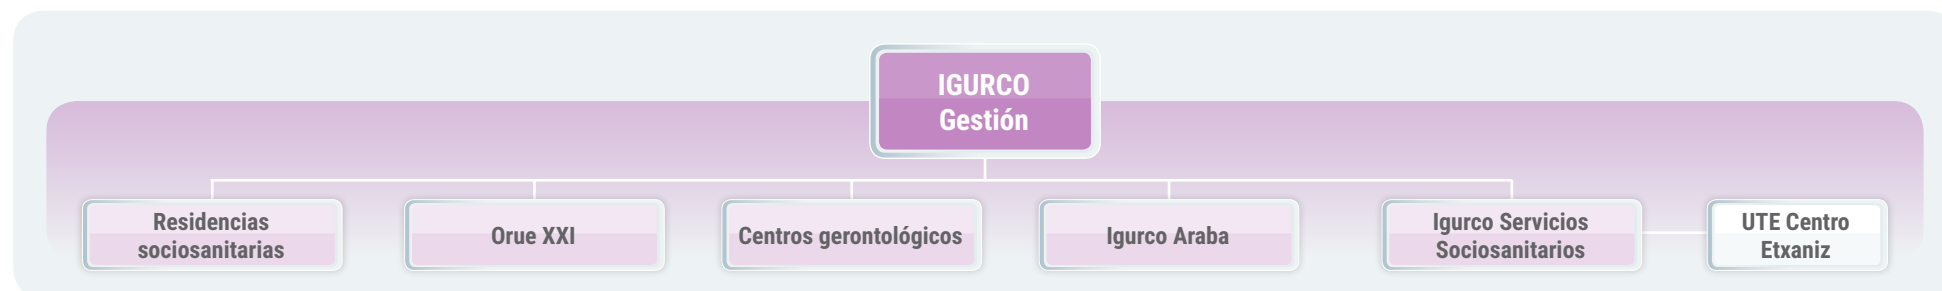 IGURCO
Gestión
Residencias
sociosanitarias
Orue XXI
Centros gerontológicos
Igurco Araba
Igurco Servicios
Sociosanitarios
UTE Centro
Etxaniz